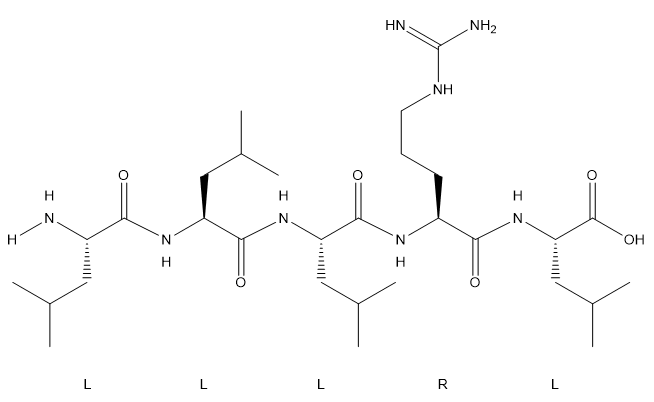 HN NH2
NH
O O O
H H H
N N N
H
N N OH
H H
O O
L L L R L